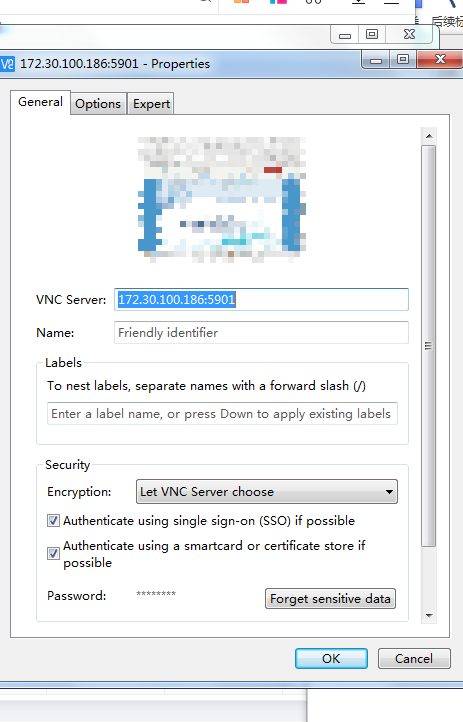 后续标
172.30.100.186:5901 - Properties
General
Options
Expert
VNC Server:
172.30.100.186:5901
Name:
Friendly identifier
Labels
To nest labels, separate names with a forward slash (/)
Enter a label name, or press Down to apply existing labels
Security
Encryption:
Let VNC Server choose
Authenticate using single sign-on (SSO) if possible
Authenticate using a smartcard or certificate store if
possible
Password:
********
Forget sensitive data
OK
Cancel